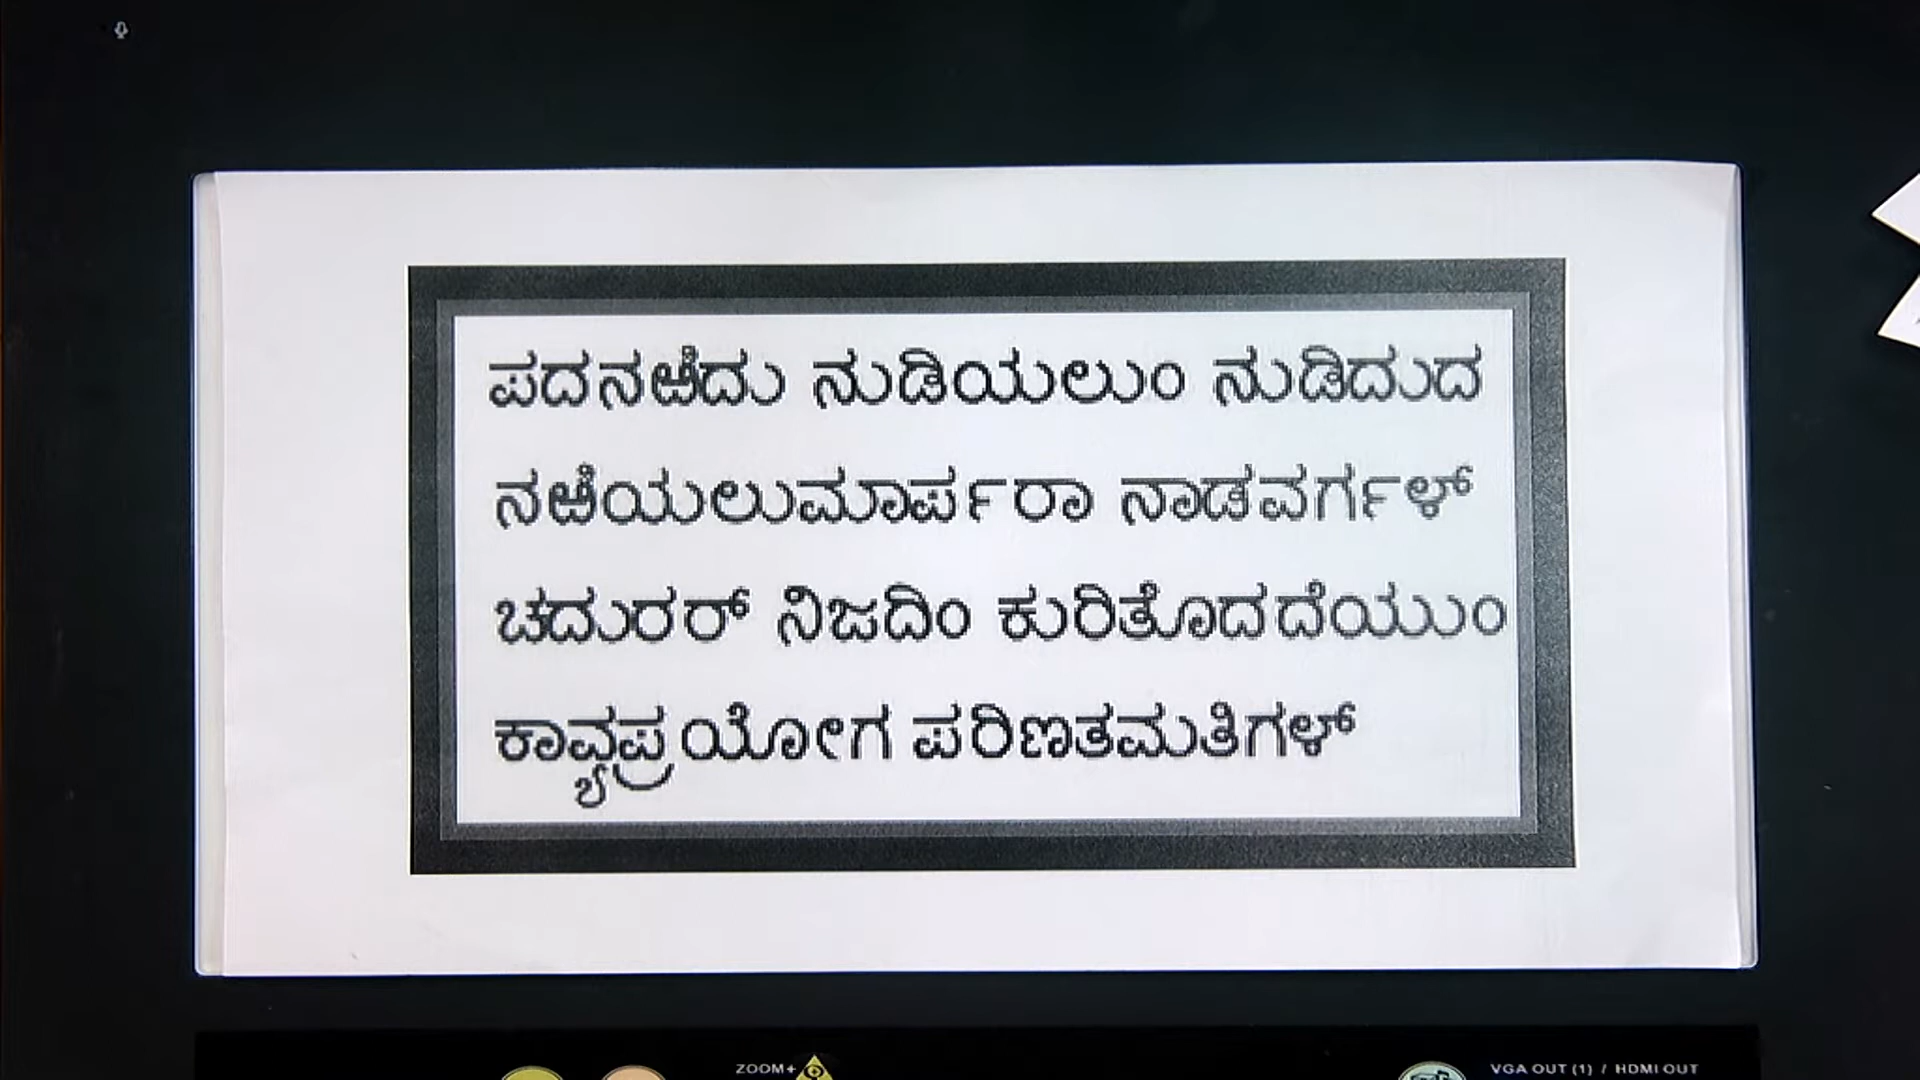 ಪದನಱಿದು ನುಡಿಯಲುಂ ನುಡಿದುದ
ನಱಿಯಲುಮಾರ್ಪರಾ ನಾಡವರ್ಗಳ್
ಚದುರರ್ ನಿಜದಿಂ ಕುರಿತೊದದೆಯುಂ
ಕಾವ್ಯಪ್ರಯೋಗ ಪರಿಣತಮತಿಗಳ್
ZOOM+
VGA OUT (1) / HDMI OUT